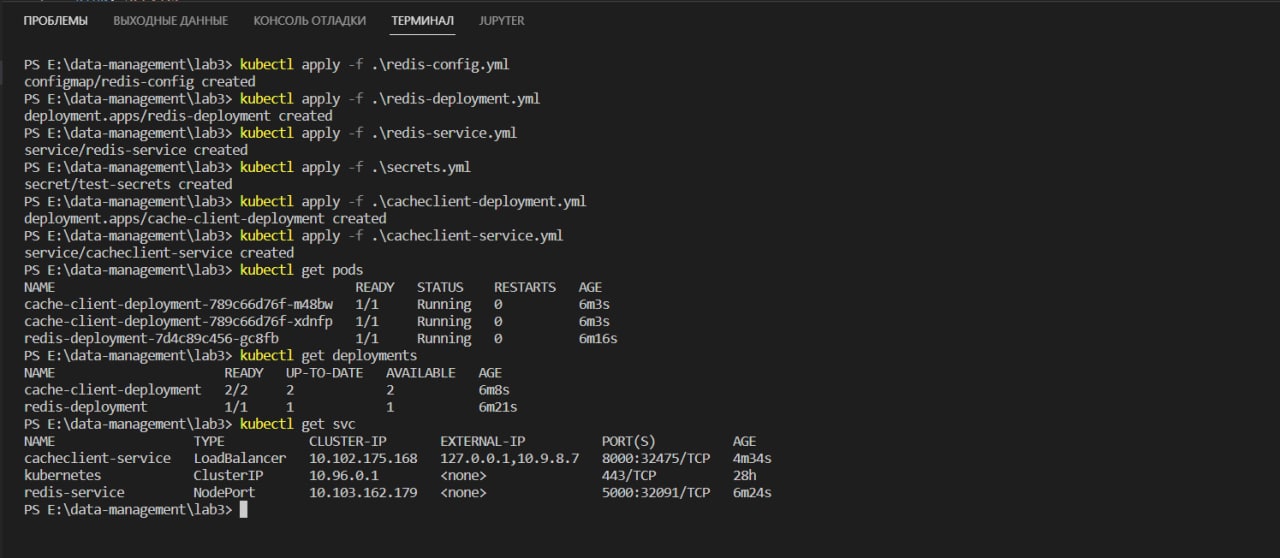 ПРОБЛЕМЫ ВЫХОДНЫЕ ДАННЫЕ КОНСОЛЬ ОТЛАДКИ ТЕРМИНАЛ JUPYTER
PS E:\data-management\lab3> kubectl apply -f .\redis-config.yml
configmap/redis-config created
PS E:\data-management\lab3> kubectl apply -f .\redis-deployment.yml
deployment.apps/redis-deployment created
PS E:\data-management\lab3> kubectl apply -f .\redis-service.yml
service/redis-service created
PS E:\data-management\lab3> kubectl apply -f .\secrets.yml
secret/test-secrets created
PS E:\data-management\lab3> kubectl apply -f .\cacheclient-deployment.yml
deployment.apps/cache-client-deployment created
PS E:\data-management\lab3> kubectl apply -f .\cacheclient-service.yml
service/cacheclient-service created
PS E:\data-management\lab3> kubectl get pods
NAME READY STATUS RESTARTS AGE
cache-client-deployment-789c66d76f-m48bw 1/1 Running 0 6m3s
cache-client-deployment-789c66d76f-xdnfp 1/1 Running 0 6m3s
redis-deployment-7d4c89c456-gc8fb 1/1 Running 0 6m16s
PS E:\data-management\lab3> kubectl get deployments
NAME READY UP-TO-DATE AVAILABLE AGE
cache-client-deployment 2/2 2 2 6m8s
redis-deployment 1/1 1 1 6m21s
PS E:\data-management\lab3> kubectl get svc
NAME TYPE CLUSTER-IP EXTERNAL-IP PORT(S) AGE
cacheclient-service LoadBalancer 10.102.175.168 127.0.0.1,10.9.8.7 8000:32475/TCP 4m34s
kubernetes ClusterIP 10.96.0.1 <none> 443/TCP 28h
redis-service NodePort 10.103.162.179 <none> 5000:32091/TCP 6m24s
PS E:\data-management\lab3>